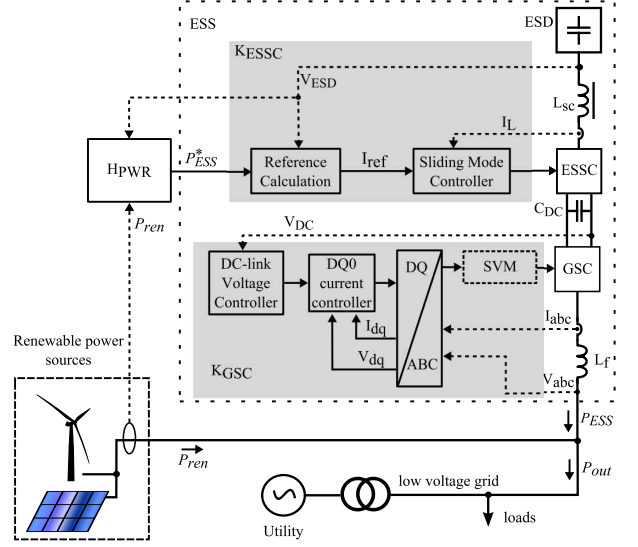 ESS
ESD
K_ESSC
V_ESD
L_sc
I_L
H_PWR
P*_ESS
Reference
Calculation
I_ref
Sliding Mode
Controller
ESSC
C_DC
P_ren
V_DC
DC-link
Voltage
Controller
DQ0
current
controller
DQ
ABC
SVM
GSC
I_dq
V_dq
I_abc
L_f
V_abc
K_GSC
Renewable power
sources
P_ESS
P_ren
P_out
low voltage grid
Utility
loads